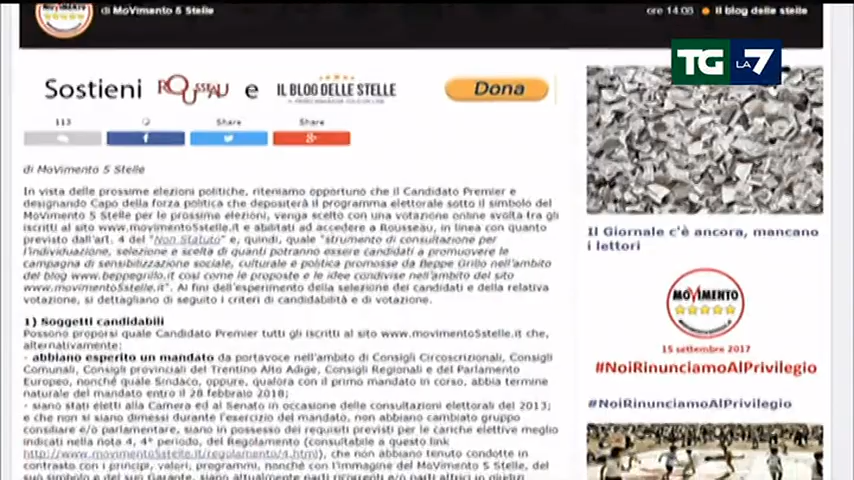 MOVIMENTO
di MoVimento 5 Stelle
ore 14:03
Il blog delle stelle
TG LA7
Sostieni ROUSSEAU e IL BLOG DELLE STELLE
Dona
113
Share
Share
di MoVimento 5 Stelle
In vista delle prossime elezioni politiche, riteniamo opportuno che il Candidato Premier e
designando Capo della forza politica che depositerà il programma elettorale sotto il simbolo del
MoVimento 5 Stelle per le prossime elezioni, venga scelto con una votazione online svolta tra gli
iscritti al sito www.movimento5stelle.it e abilitati ad accedere a Rousseau, in linea con quanto
previsto dall'art. 4 del "Non Statuto" e, quindi, quale "strumento di consultazione per
l'individuazione, selezione e scelta di quanti potranno essere candidati a promuovere le
campagna di sensibilizzazione sociale, culturale e politica promosse da Beppe Grillo nell'ambito
del blog www.beppegrillo.it così come le proposte e le idee condivise nell'ambito del sito
www.movimento5stelle.it". Ai fini dell'esperimento della selezione dei candidati e della relativa
votazione, si dettagliano di seguito i criteri di candidabilità e di votazione.
1) Soggetti candidabili
Possono proporsi quale Candidato Premier tutti gli iscritti al sito www.movimento5stelle.it che,
alternativamente:
- abbiano esperito un mandato da portavoce nell'ambito di Consigli Circoscrizionali, Consigli
Comunali, Consigli provinciali del Trentino Alto Adige, Consigli Regionali e del Parlamento
Europeo, nonché quale Sindaco, oppure, qualora con il primo mandato in corso, abbia termine
naturale del mandato entro il 28 febbraio 2018;
- siano stati eletti alla Camera ed al Senato in occasione delle consultazioni elettorali del 2013;
e che non si siano dimessi durante l'esercizio del mandato, non abbiano cambiato gruppo
consiliare e/o parlamentare, siano in possesso dei requisiti previsti per le cariche elettive meglio
indicati nella nota 4, 4° periodo, del Regolamento (consultabile a questo link
http://www.movimento5stelle.it/regolamento/4.html), che non abbiano tenuto condotte in
contrasto con i principi, valori, programmi, nonché con l'immagine del MoVimento 5 Stelle, del
suo simbolo e del suo Garante, siano attualmente parti ricorrenti e/o parti attrici in giudizi
Il Giornale c'è ancora, mancano
i lettori
MOVIMENTO
15 settembre 2017
#NoiRinunciamoAlPrivilegio
#NoiRinunciamoAlPrivilegio